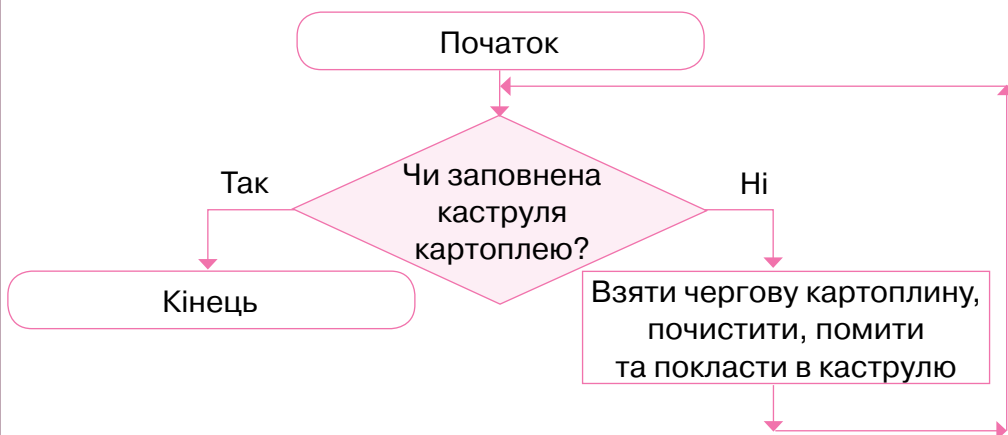 Початок
Чи заповнена
каструля
картоплею?
Так
Ні
Кінець
Взяти чергову картоплину,
почистити, помити
та покласти в каструлю